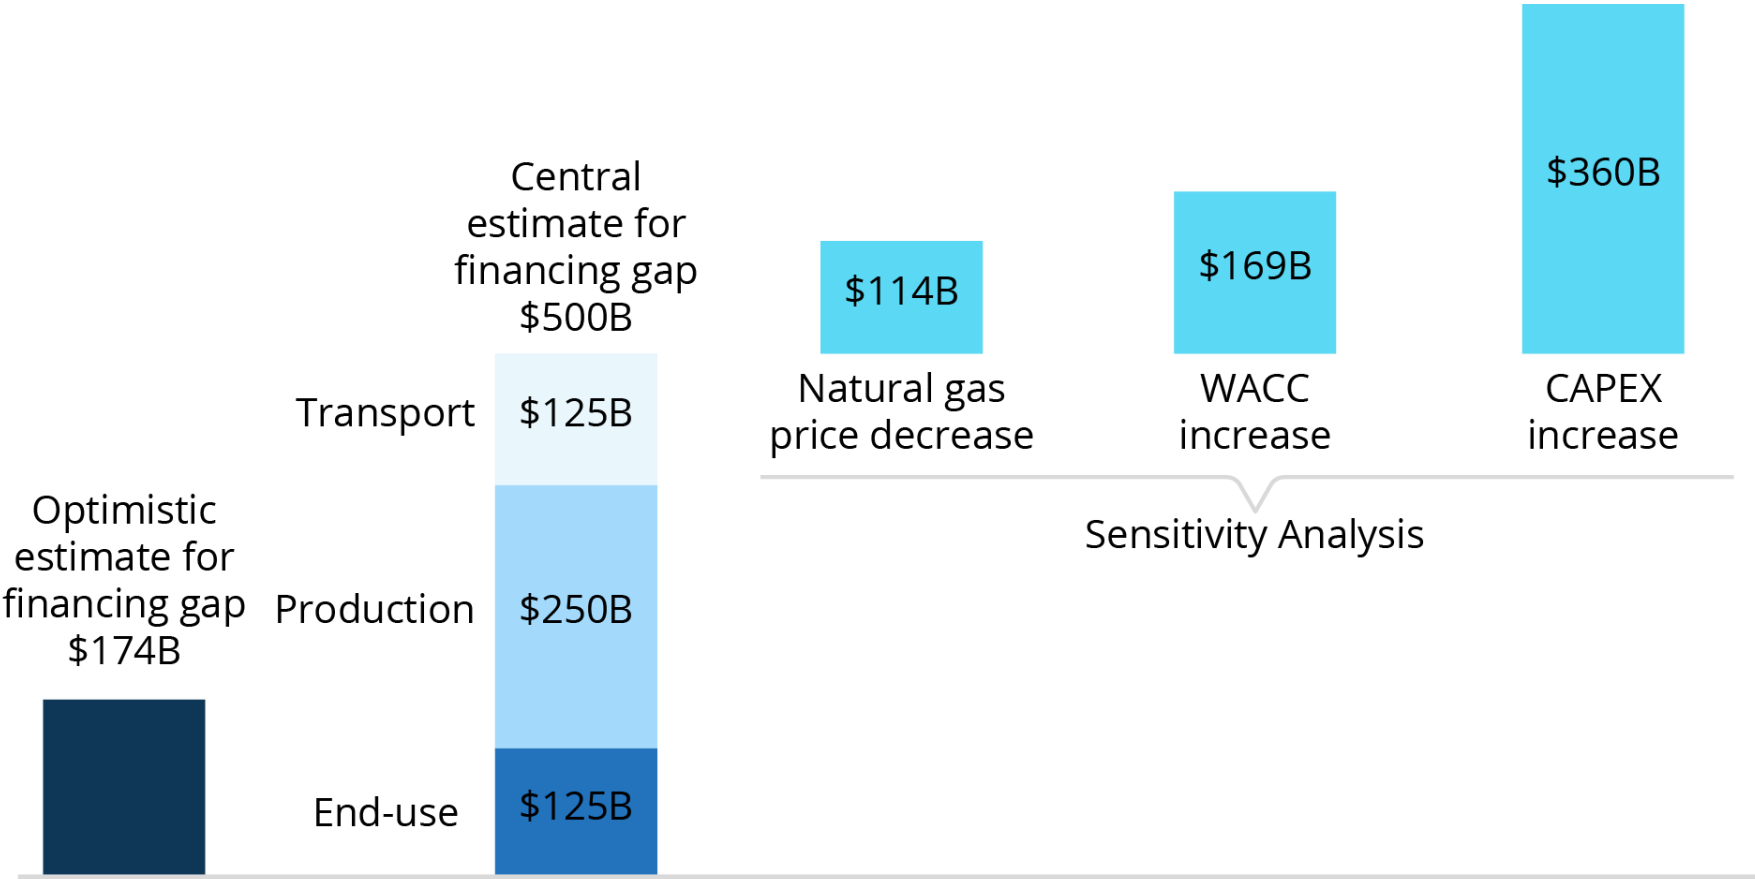 Optimistic
estimate for
financing gap
$174B
Central
estimate for
financing gap
$500B
Transport
$125B
Production
$250B
End-use
$125B
$114B
Natural gas
price decrease
$169B
WACC
increase
$360B
CAPEX
increase
Sensitivity Analysis